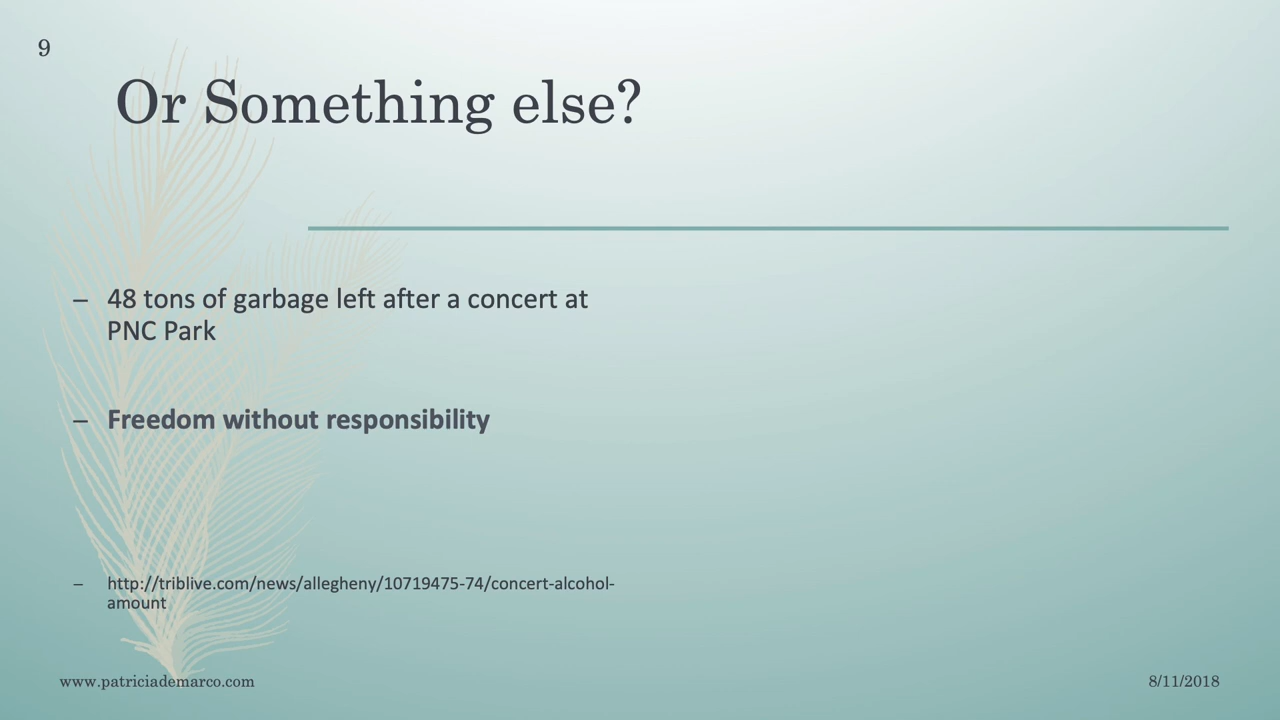 9
Or Something else?
– 48 tons of garbage left after a concert at
PNC Park
– Freedom without responsibility
– http://triblive.com/news/allegheny/10719475-74/concert-alcohol-
amount
www.patriciademarco.com
8/11/2018